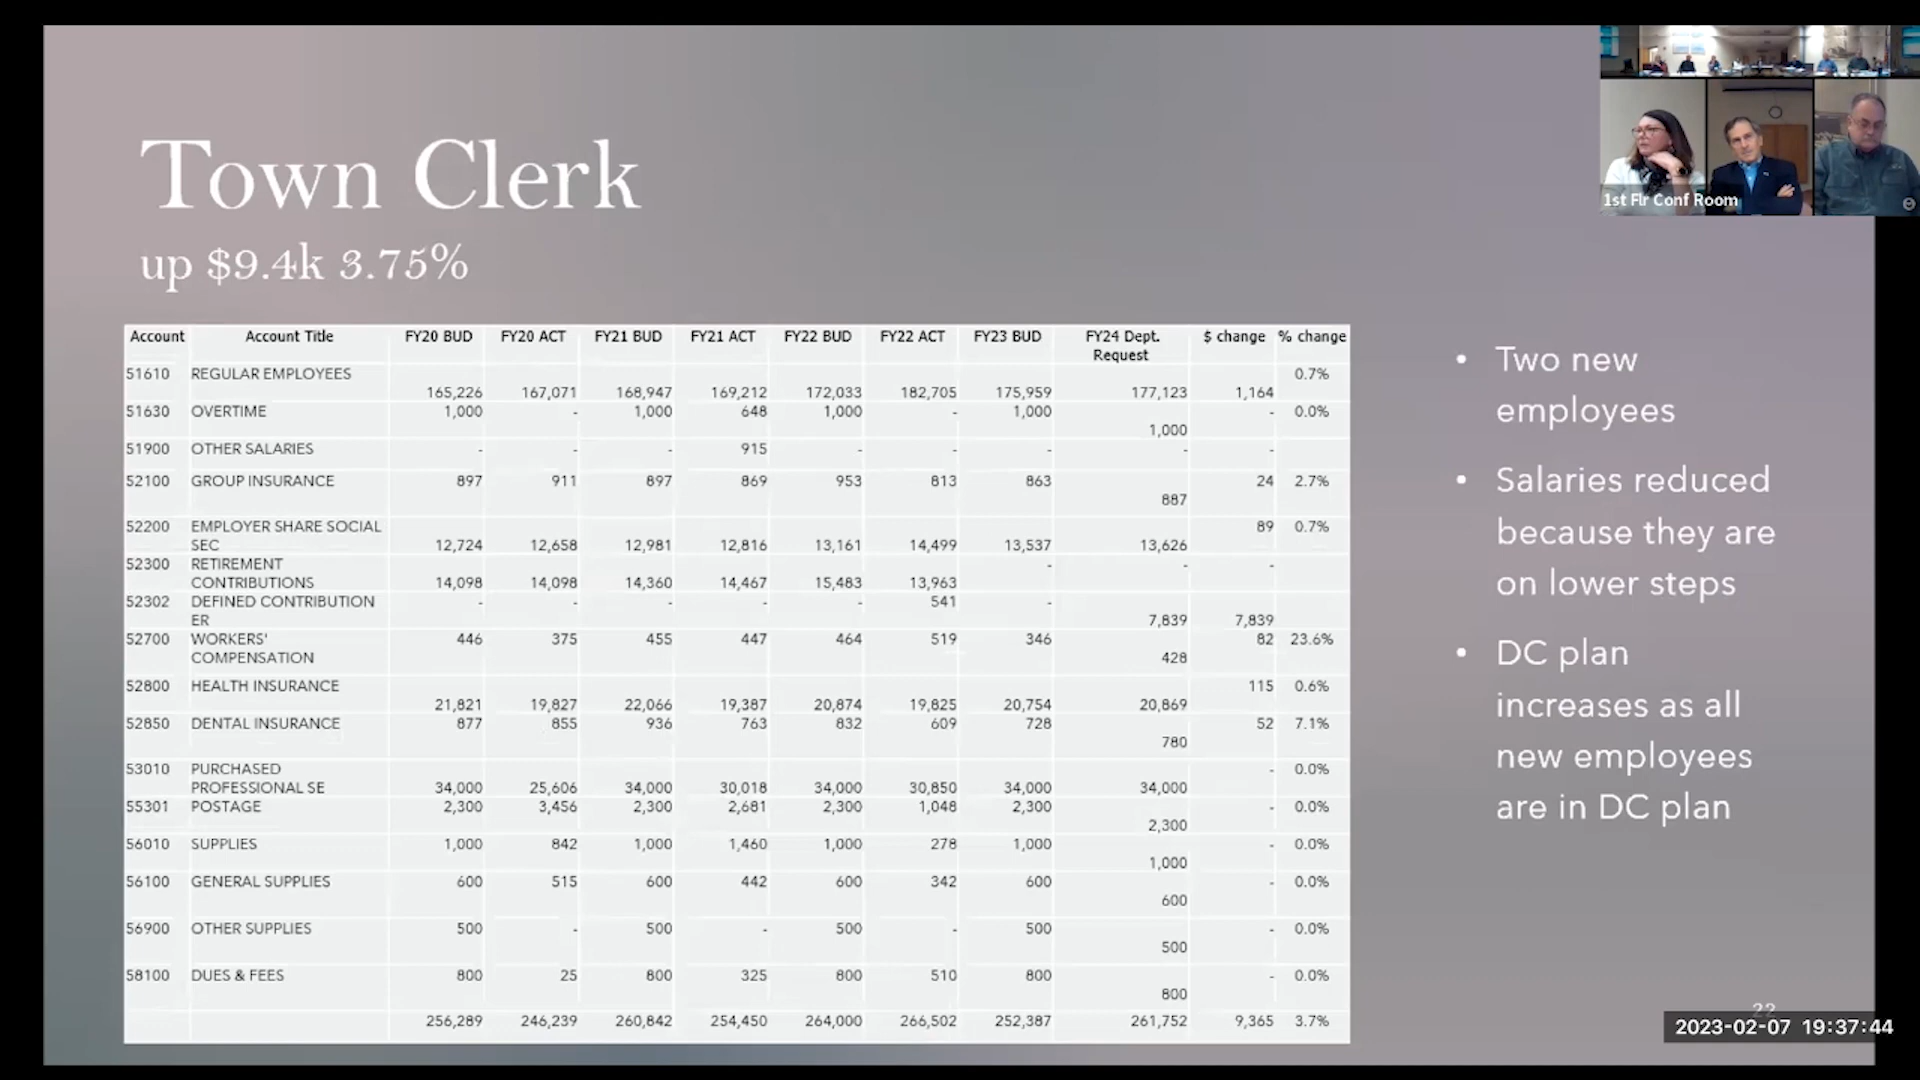 Town Clerk
up $9.4k 3.75%
Account Account Title FY20 BUD FY20 ACT FY21 BUD FY21 ACT FY22 BUD FY22 ACT FY23 BUD FY24 Dept. Request $ change % change
51610 REGULAR EMPLOYEES 165,226 167,071 168,947 169,212 172,033 182,705 175,959 177,123 1,164 0.7%
51630 OVERTIME 1,000 - 1,000 648 1,000 - 1,000 1,000 - 0.0%
51900 OTHER SALARIES - - - 915 - - - - -
52100 GROUP INSURANCE 897 911 897 869 953 813 863 887 24 2.7%
52200 EMPLOYER SHARE SOCIAL SEC 12,724 12,658 12,981 12,816 13,161 14,499 13,537 13,626 89 0.7%
52300 RETIREMENT CONTRIBUTIONS 14,098 14,098 14,360 14,467 15,483 13,963 - - -
52302 DEFINED CONTRIBUTION ER - - - - - 541 - 7,839 7,839
52700 WORKERS' COMPENSATION 446 375 455 447 464 519 346 428 82 23.6%
52800 HEALTH INSURANCE 21,821 19,827 22,066 19,387 20,874 19,825 20,754 20,869 115 0.6%
52850 DENTAL INSURANCE 877 855 936 763 832 609 728 780 52 7.1%
53010 PURCHASED PROFESSIONAL SE 34,000 25,606 34,000 30,018 34,000 30,850 34,000 34,000 - 0.0%
55301 POSTAGE 2,300 3,456 2,300 2,681 2,300 1,048 2,300 2,300 - 0.0%
56010 SUPPLIES 1,000 842 1,000 1,460 1,000 278 1,000 1,000 - 0.0%
56100 GENERAL SUPPLIES 600 515 600 442 600 342 600 600 - 0.0%
56900 OTHER SUPPLIES 500 - 500 - 500 - 500 500 - 0.0%
58100 DUES & FEES 800 25 800 325 800 510 800 800 - 0.0%
256,289 246,239 260,842 254,450 264,000 266,502 252,387 261,752 9,365 3.7%
• Two new
employees
• Salaries reduced
because they are
on lower steps
• DC plan
increases as all
new employees
are in DC plan
1st Flr Conf Room
22
2023-02-07 19:37:44